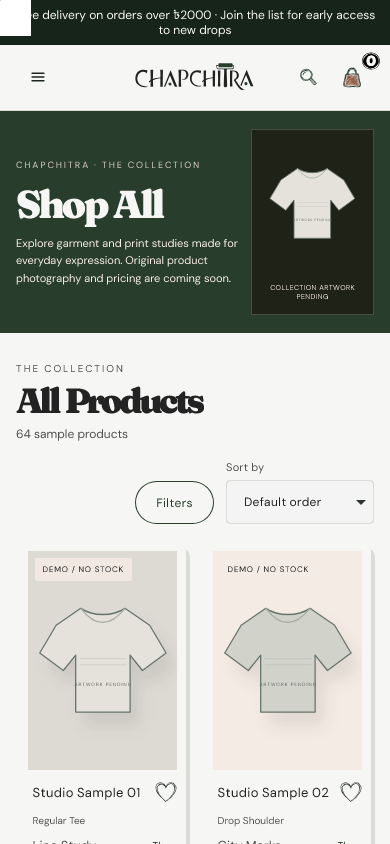 e delivery on orders over ৳2000 · Join the list for early access
to new drops
CHAPCHITRA
0
CHAPCHITRA · THE COLLECTION
Shop All
Explore garment and print studies made for
everyday expression. Original product
photography and pricing are coming soon.
ARTWORK PENDING
COLLECTION ARTWORK
PENDING
THE COLLECTION
All Products
64 sample products
Sort by
Filters
Default order
DEMO / NO STOCK
DEMO / NO STOCK
ARTWORK PENDING
ARTWORK PENDING
Studio Sample 01
Studio Sample 02
Regular Tee
Drop Shoulder